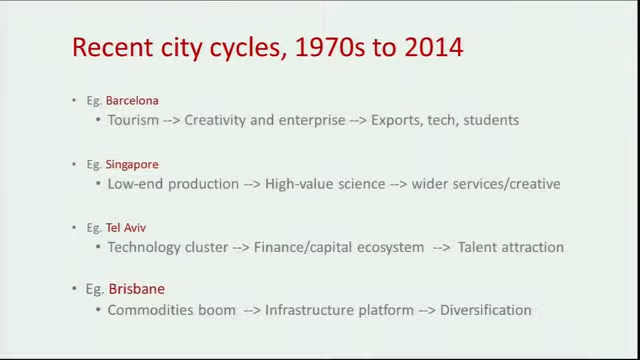 Recent city cycles, 1970s to 2014
• Eg. Barcelona
• Tourism --> Creativity and enterprise --> Exports, tech, students
• Eg. Singapore
• Low-end production --> High-value science --> wider services/creative
• Eg. Tel Aviv
• Technology cluster --> Finance/capital ecosystem --> Talent attraction
• Eg. Brisbane
• Commodities boom --> Infrastructure platform --> Diversification